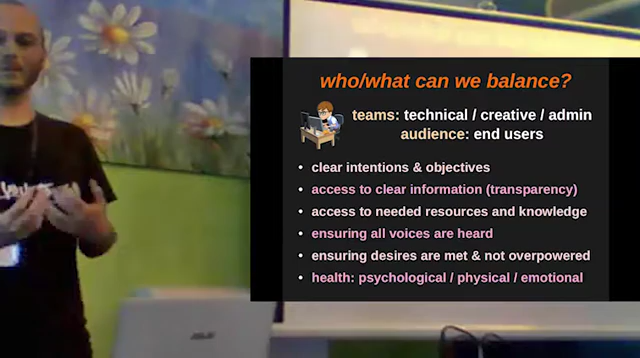 who/what can we balance?
teams: technical / creative / admin
audience: end users
• clear intentions & objectives
• access to clear information (transparency)
• access to needed resources and knowledge
• ensuring all voices are heard
• ensuring desires are met & not overpowered
• health: psychological / physical / emotional
ASUS